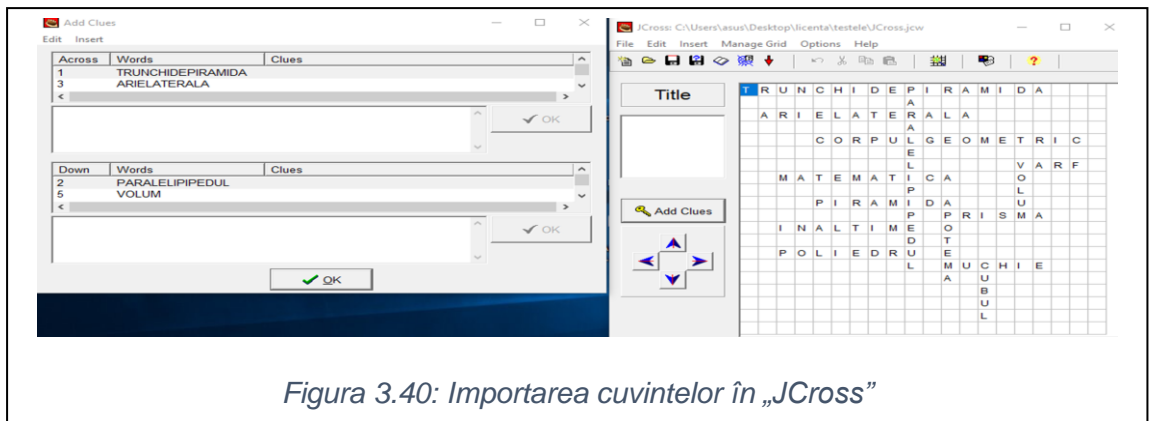 Add Clues
Edit Insert
Across Words Clues
1 TRUNCHIDEPIRAMIDA
3 ARIELATERALA
OK
Down Words Clues
2 PARALELIPIPEDUL
5 VOLUM
OK
OK
JCross: C:\Users\asus\Desktop\licenta\testele\JCross.jcw
File Edit Insert Manage Grid Options Help
Title
Add Clues
T R U N C H I D E P I R A M I D A
A
A R I E L A T E R A L A
A
C O R P U L G E O M E T R I C
E
L V A R F
M A T E M A T I C A O
P L
P I R A M I D A U
P P R I S M A
I N A L T I M E O
D T
P O L I E D R U E
L M U C H I E
A U
B
U
L
Figura 3.40: Importarea cuvintelor în „JCross”